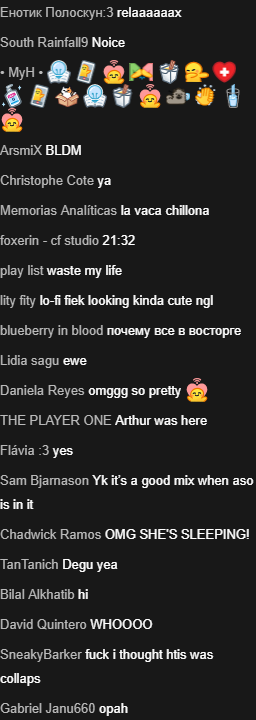 Енотик Полоскун:3 relaaaaaax
South Rainfall9 Noice
• MyH •
ArsmiX BLDM
Christophe Cote ya
Memorias Analíticas la vaca chillona
foxerin - cf studio 21:32
play list waste my life
lity fity lo-fi fiek looking kinda cute ngl
blueberry in blood почему все в восторге
Lidia sagu ewe
Daniela Reyes omggg so pretty
THE PLAYER ONE Arthur was here
Flávia :3 yes
Sam Bjarnason Yk it's a good mix when aso
is in it
Chadwick Ramos OMG SHE'S SLEEPING!
TanTanich Degu yea
Bilal Alkhatib hi
David Quintero WHOOOO
SneakyBarker fuck i thought htis was
collaps
Gabriel Janu660 opah